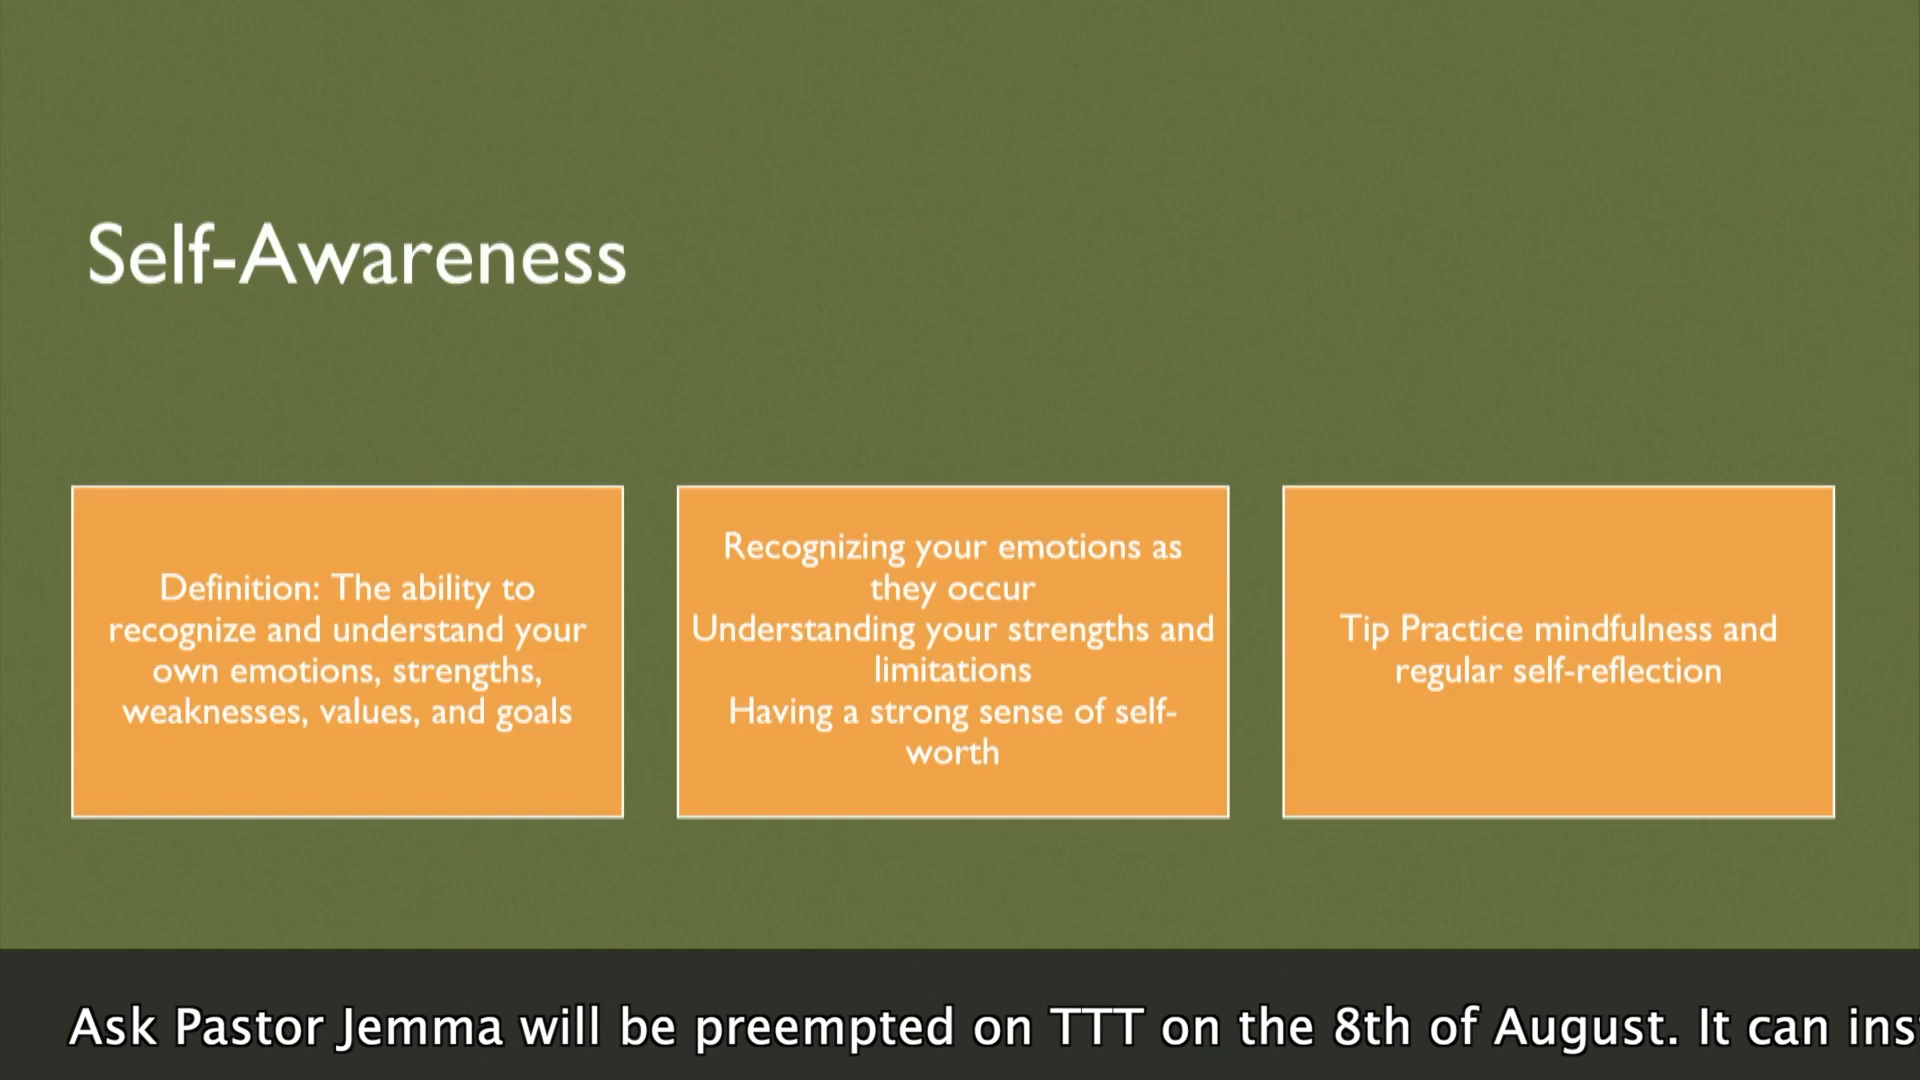 Self-Awareness
Definition: The ability to
recognize and understand your
own emotions, strengths,
weaknesses, values, and goals
Recognizing your emotions as
they occur
Understanding your strengths and
limitations
Having a strong sense of self-
worth
Tip Practice mindfulness and
regular self-reflection
Ask Pastor Jemma will be preempted on TTT on the 8th of August. It can